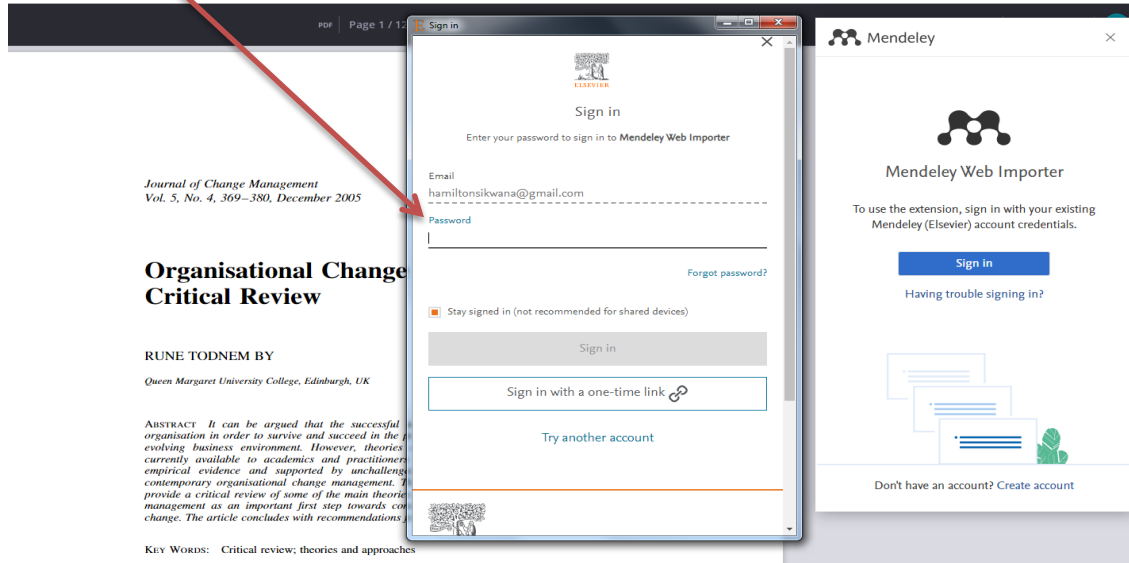 PDF Page 1 / 12
Journal of Change Management
Vol. 5, No. 4, 369–380, December 2005
Organisational Change
Critical Review
RUNE TODNEM BY
Queen Margaret University College, Edinburgh, UK
ABSTRACT It can be argued that the successful
organisation in order to survive and succeed in the
evolving business environment. However, theories
currently available to academics and practitioners
empirical evidence and supported by
contemporary organisational change management.
provide a critical review of some of the main
management as an important first step towards
change. The article concludes with recommendations
KEY WORDS: Critical review; theories and approaches
Sign in
ELSEVIER
Sign in
Enter your password to sign in to Mendeley Web Importer
Email
hamiltonsikwana@gmail.com
Password
Forgot password?
Stay signed in (not recommended for shared devices)
Sign in
Sign in with a one-time link
Try another account
Mendeley
Mendeley Web Importer
To use the extension, sign in with your existing
Mendeley (Elsevier) account credentials.
Sign in
Having trouble signing in?
Don't have an account? Create account